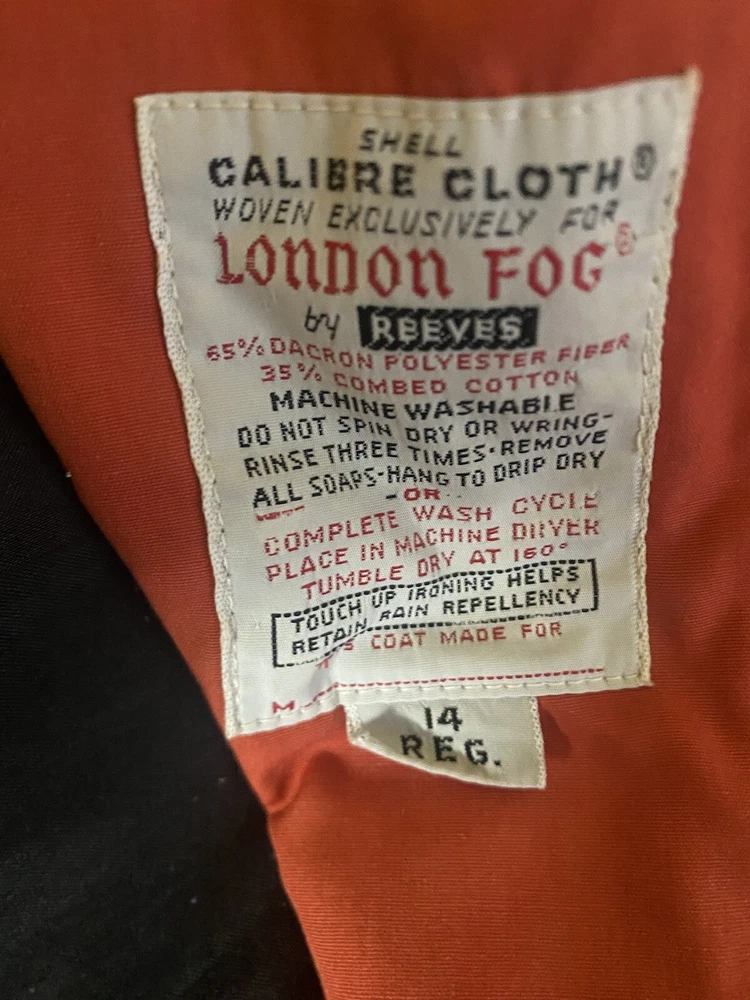 SHELL
CALIBRE CLOTH®
WOVEN EXCLUSIVELY FOR
LONDON FOG®
by REEVES
65% DACRON POLYESTER FIBER
35% COMBED COTTON
MACHINE WASHABLE
DO NOT SPIN DRY OR WRING-
RINSE THREE TIMES·REMOVE
ALL SOAPS-HANG TO DRIP DRY
-OR-
COMPLETE WASH CYCLE
PLACE IN MACHINE DRYER
TUMBLE DRY AT 160°
TOUCH UP IRONING HELPS
RETAIN RAIN REPELLENCY
COAT MADE FOR
M
14
REG.